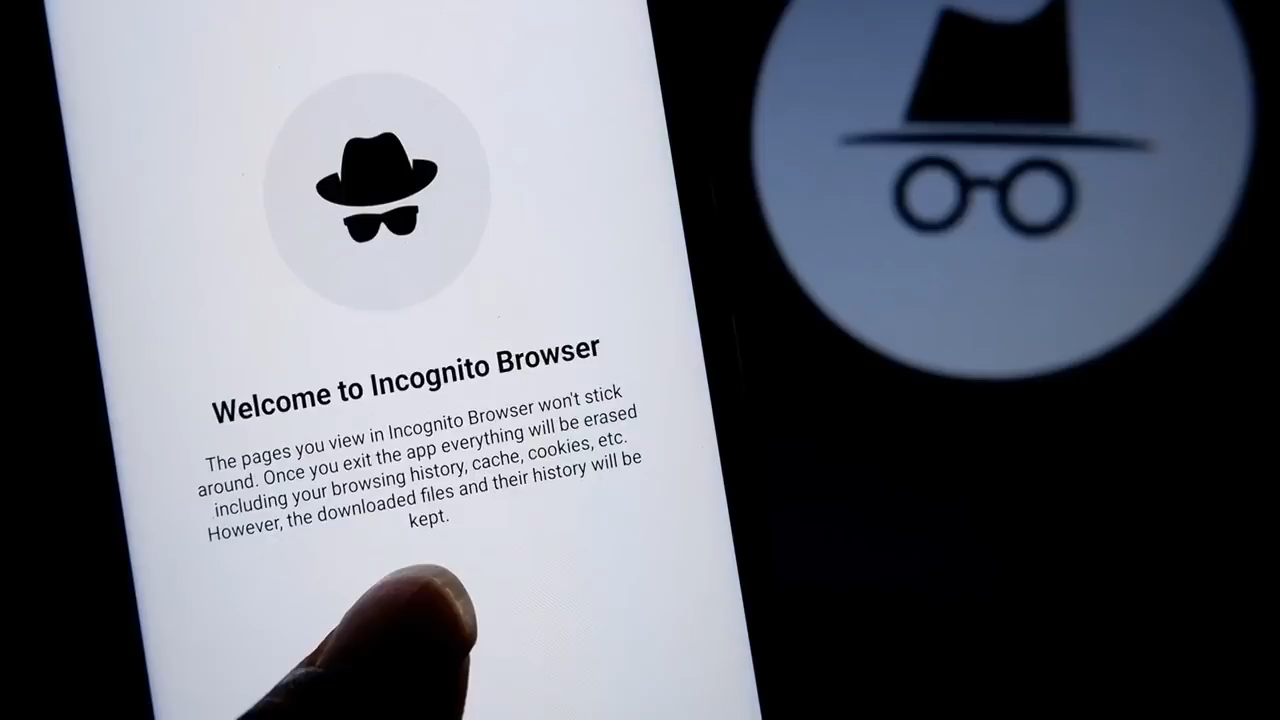 Welcome to Incognito Browser
The pages you view in Incognito Browser won't stick
around. Once you exit the app everything will be erased
including your browsing history, cache, cookies, etc.
However, the downloaded files and their history will be
kept.